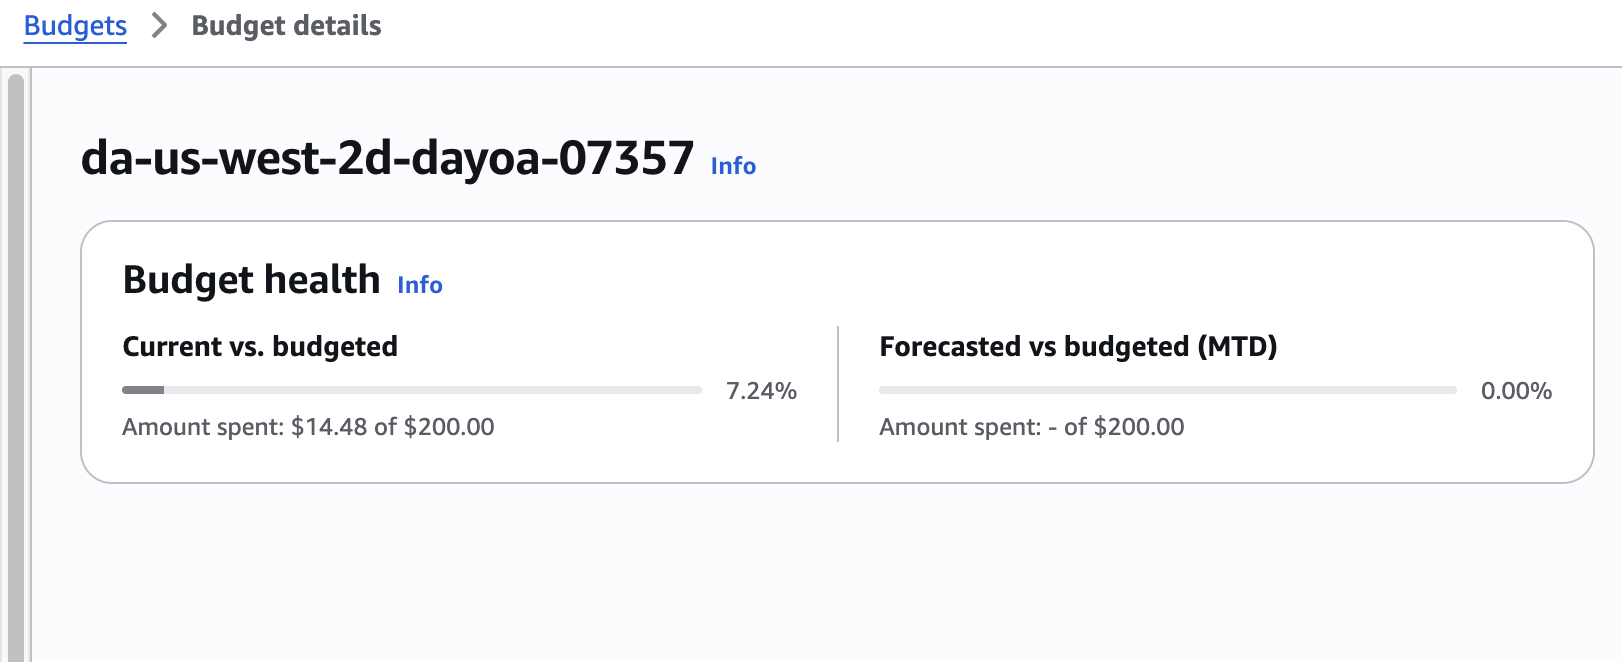 Budgets > Budget details
da-us-west-2d-dayoa-07357 Info
Budget health Info
Current vs. budgeted
7.24%
Amount spent: $14.48 of $200.00
Forecasted vs budgeted (MTD)
0.00%
Amount spent: - of $200.00